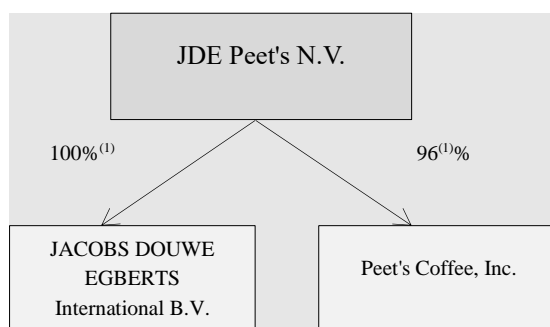 JDE Peet's N.V.
100%(1)
96(1)%
JACOBS DOUWE
EGBERTS
International B.V.
Peet's Coffee, Inc.